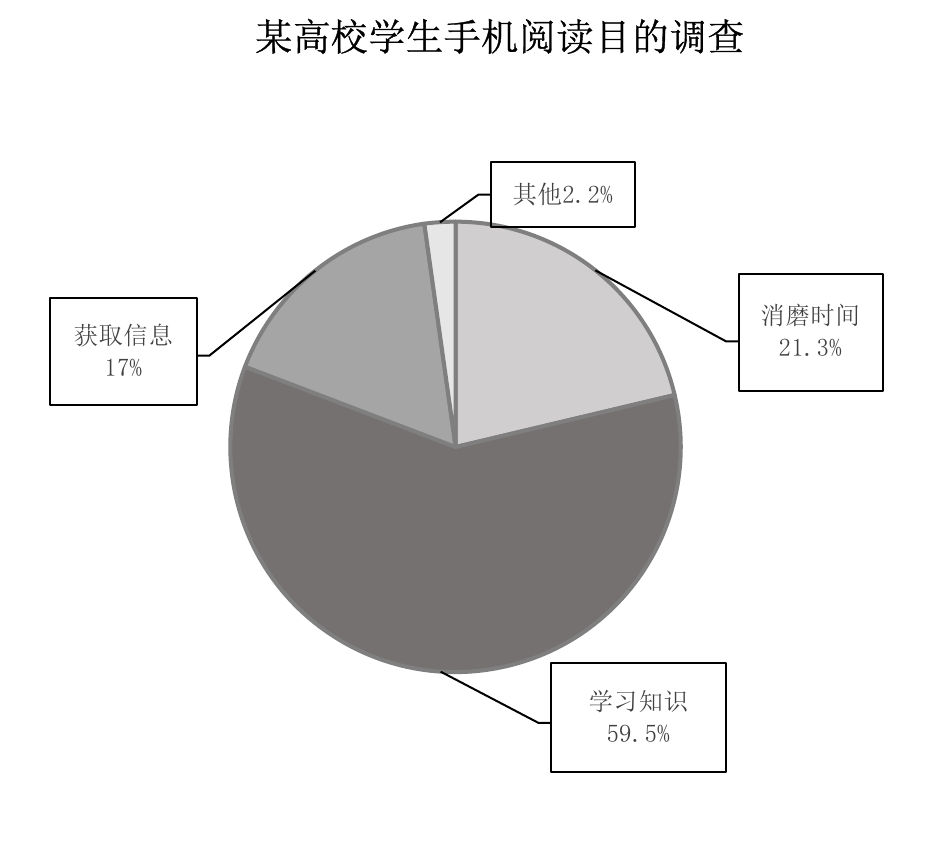 某高校学生手机阅读目的调查
其他2.2%
消磨时间
21.3%
获取信息
17%
学习知识
59.5%